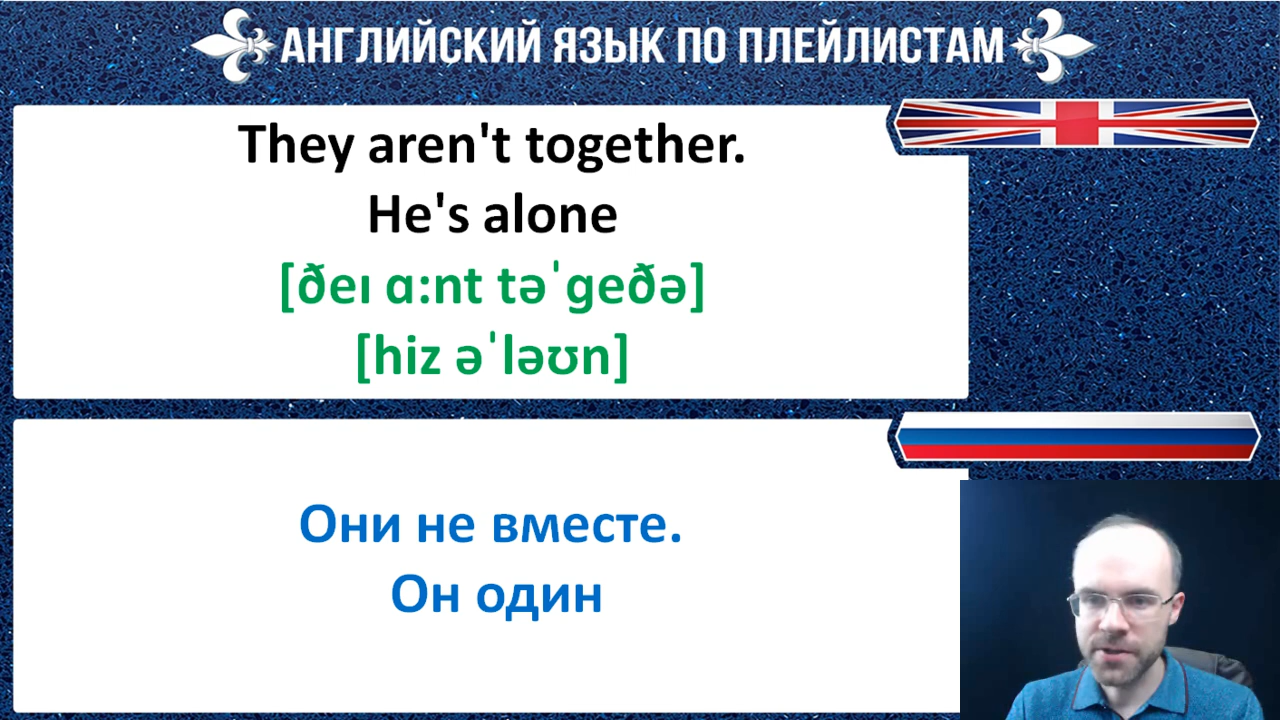 АНГЛИЙСКИЙ ЯЗЫК ПО ПЛЕЙЛИСТАМ
They aren't together.
He's alone
[ðeɪ ɑ:nt təˈgeðə]
[hiz əˈləʊn]
Они не вместе.
Он один